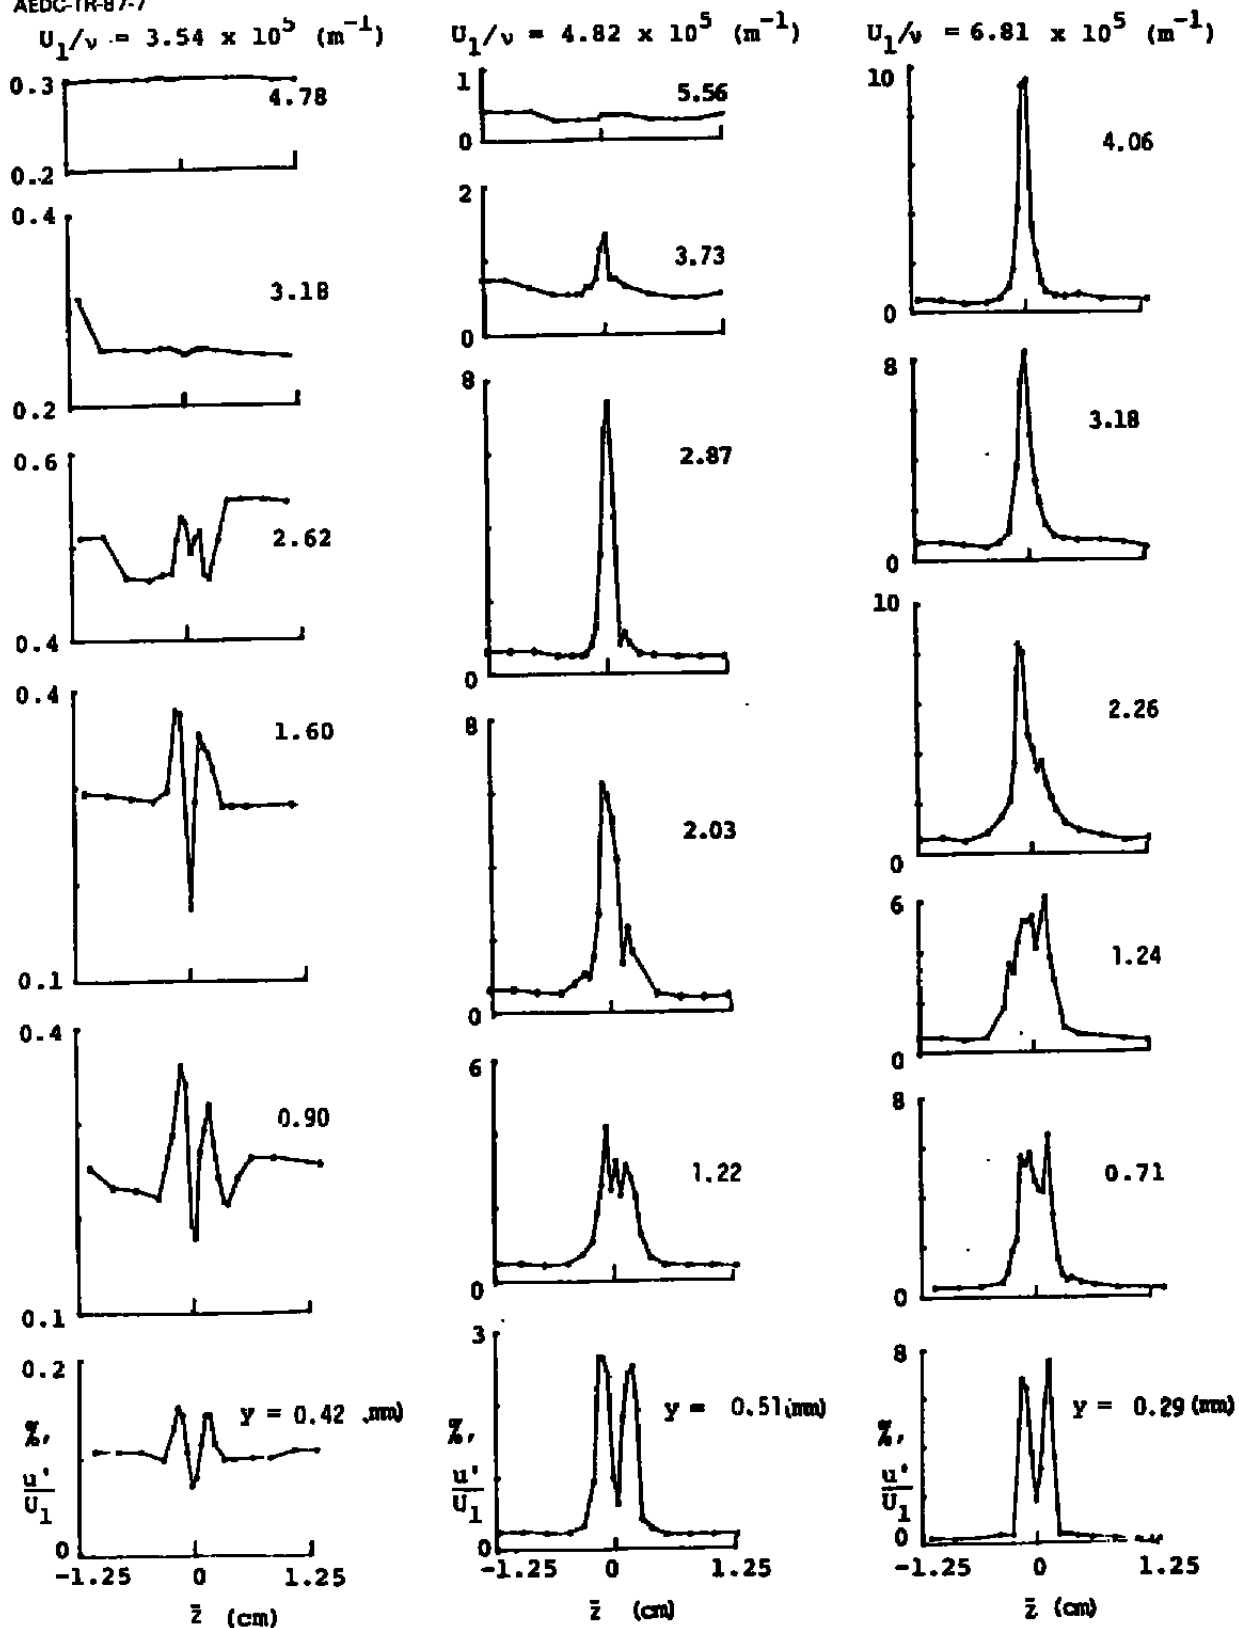 AEDC-TR-87-7
U1/ν = 3.54 x 10^5 (m^-1)
0.3
4.78
0.2
0.4
3.18
0.2
0.6
2.62
0.4
0.4
1.60
0.1
0.4
0.90
0.1
0.2
y = 0.42 mm)
%,
u'
U1
0
-1.25 0 1.25
z̄ (cm)
U1/ν = 4.82 x 10^5 (m^-1)
1
5.56
0
2
3.73
0
8
2.87
0
8
2.03
0
6
1.22
0
3
y = 0.51(mm)
%,
u'
U1
0
-1.25 0 1.25
z̄ (cm)
U1/ν = 6.81 x 10^5 (m^-1)
10
4.06
0
8
3.18
0
10
2.26
0
6
1.24
0
8
0.71
0
8
y = 0.29(mm)
%,
u'
U1
0
-1.25 0 1.25
z̄ (cm)